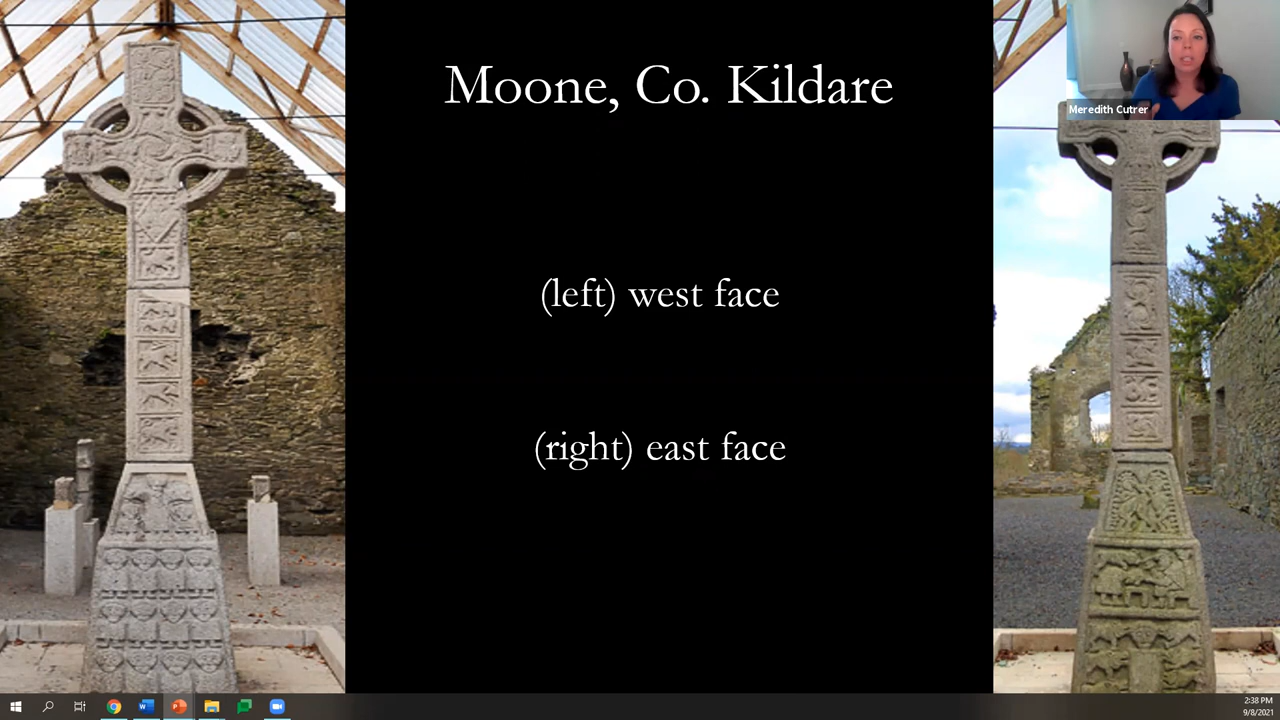 Moone, Co. Kildare
Meredith Cutrer
(left) west face
(right) east face
2:38 PM
9/8/2021